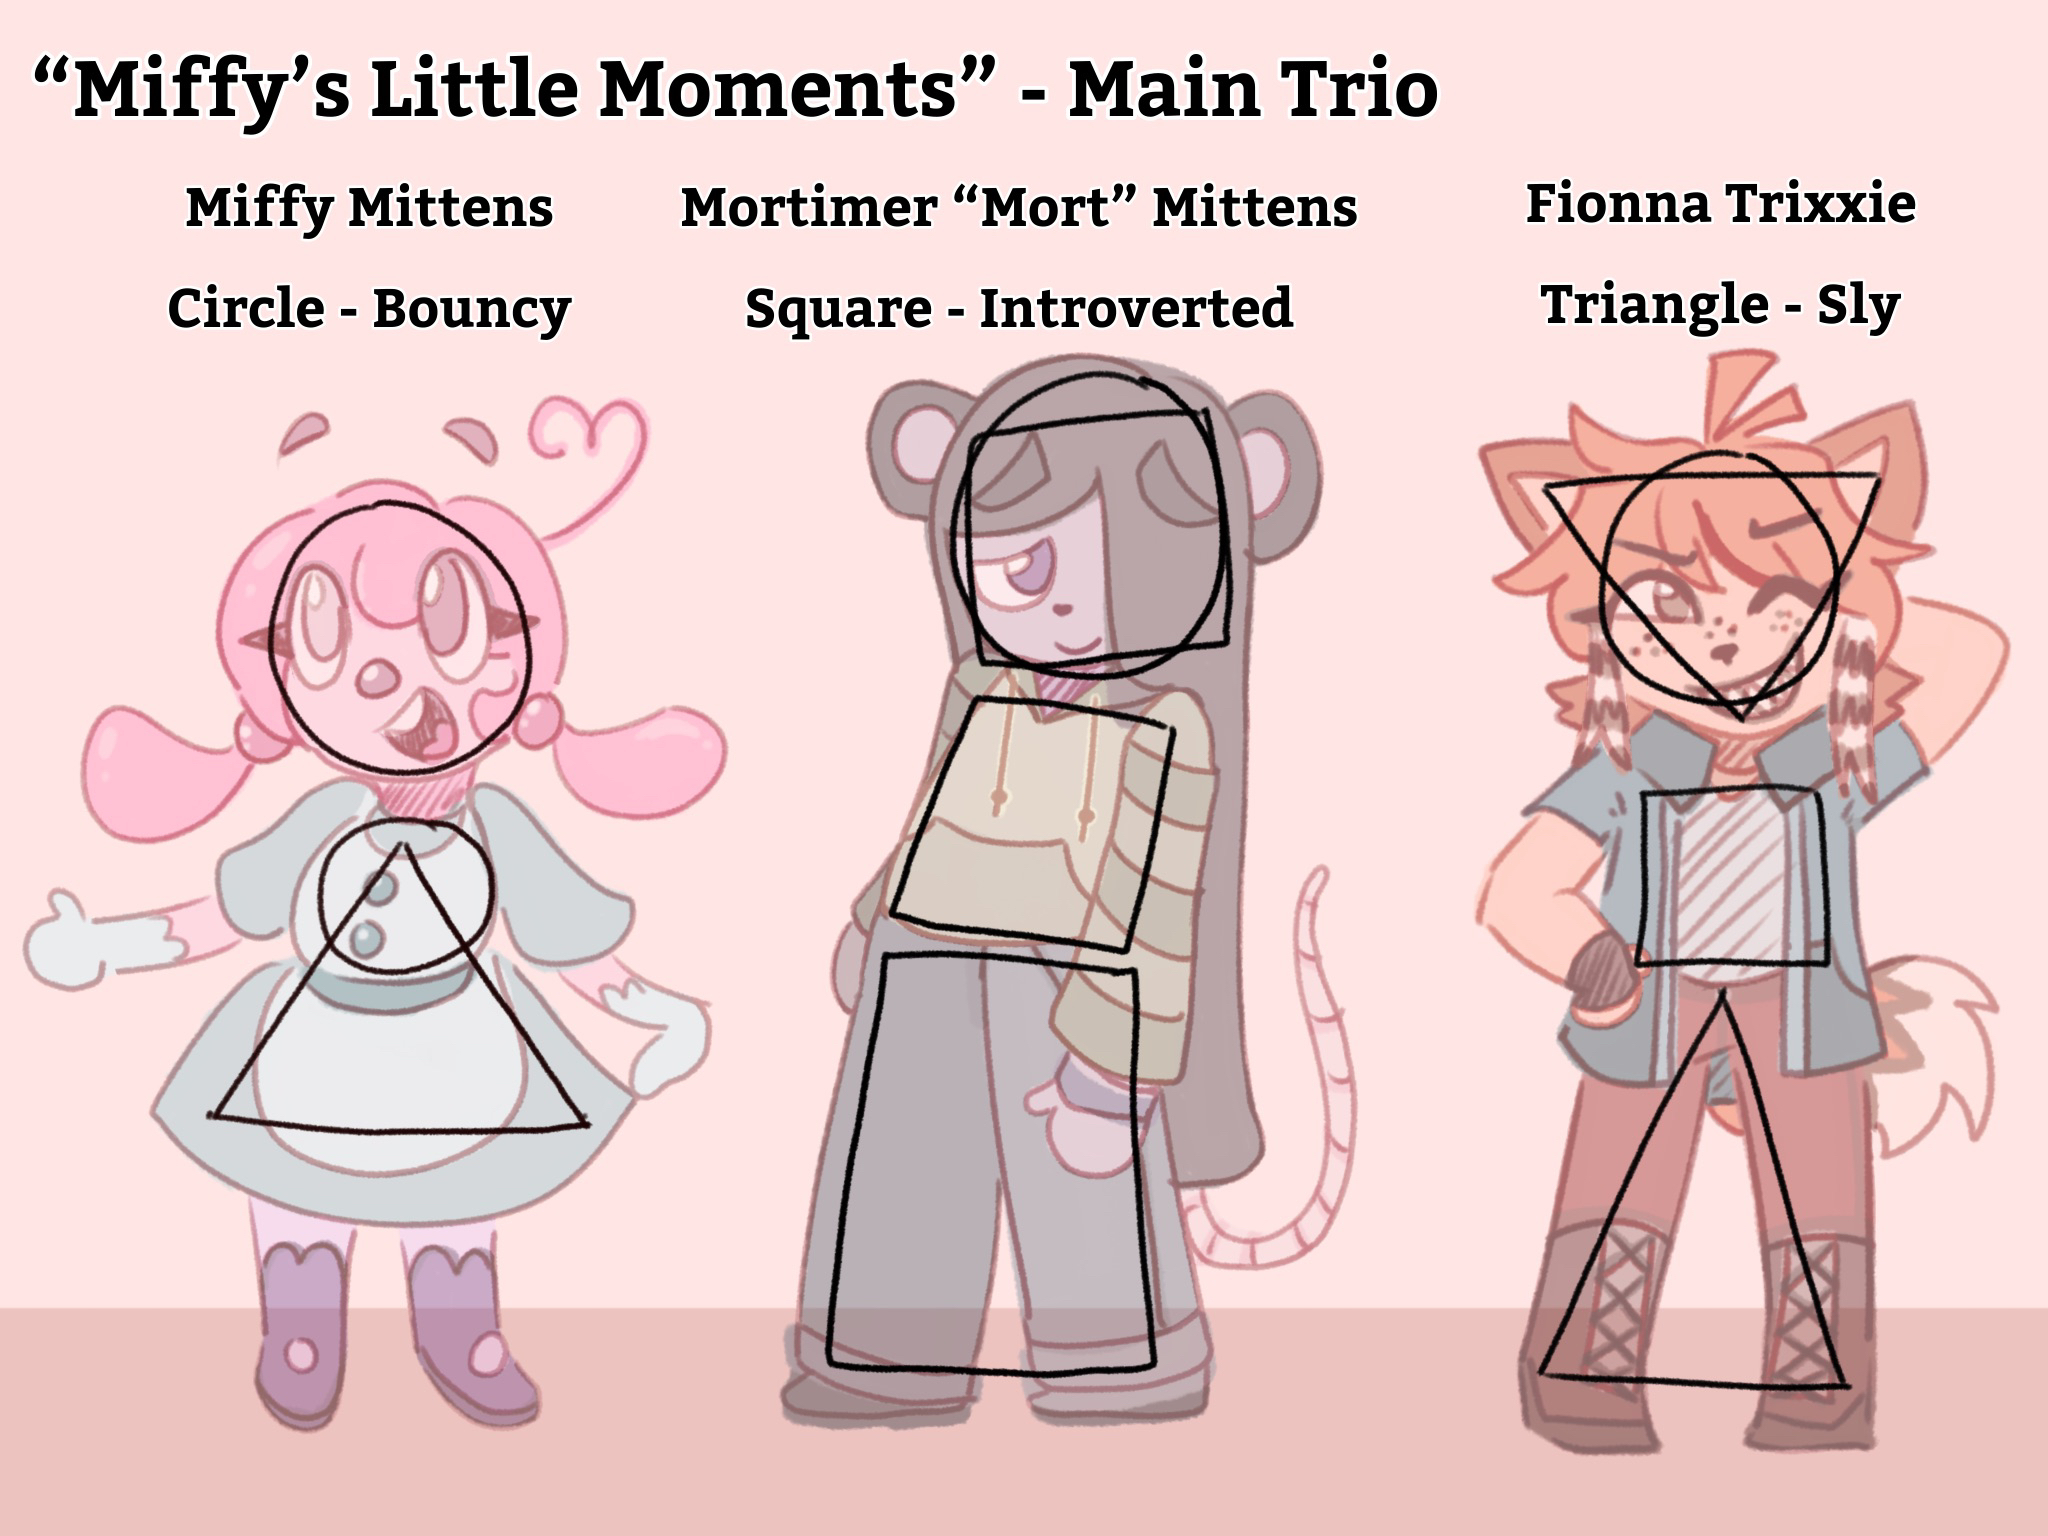 “Miffy’s Little Moments” - Main Trio
Miffy Mittens
Circle - Bouncy
Mortimer “Mort” Mittens
Square - Introverted
Fionna Trixxie
Triangle - Sly